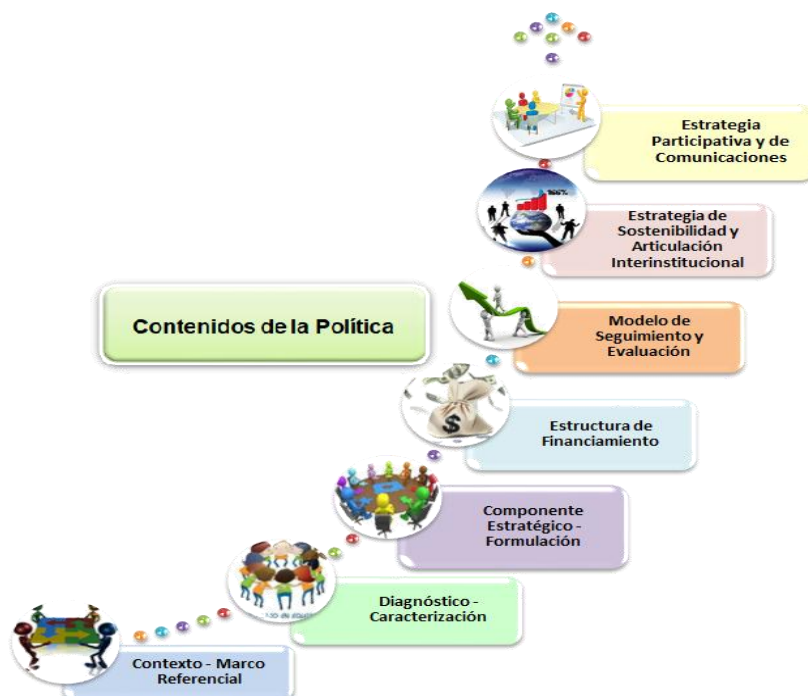 Estrategia
Participativa y de
Comunicaciones
Estrategia de
Sostenibilidad y
Articulación
Interinstitucional
Contenidos de la Política
Modelo de
Seguimiento y
Evaluación
$
Estructura de
Financiamiento
Componente
Estratégico -
Formulación
Diagnóstico -
Caracterización
Contexto - Marco
Referencial